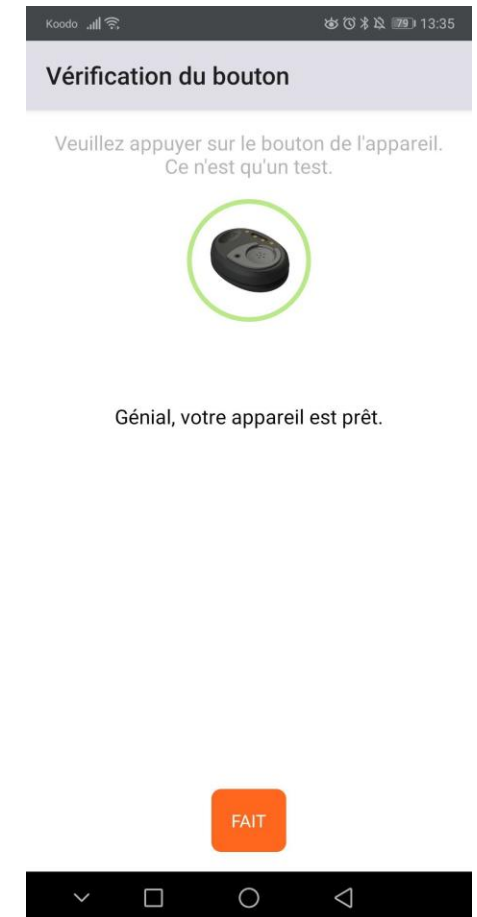 Koodo 79 13:35
Vérification du bouton
Veuillez appuyer sur le bouton de l'appareil.
Ce n'est qu'un test.
Génial, votre appareil est prêt.
FAIT